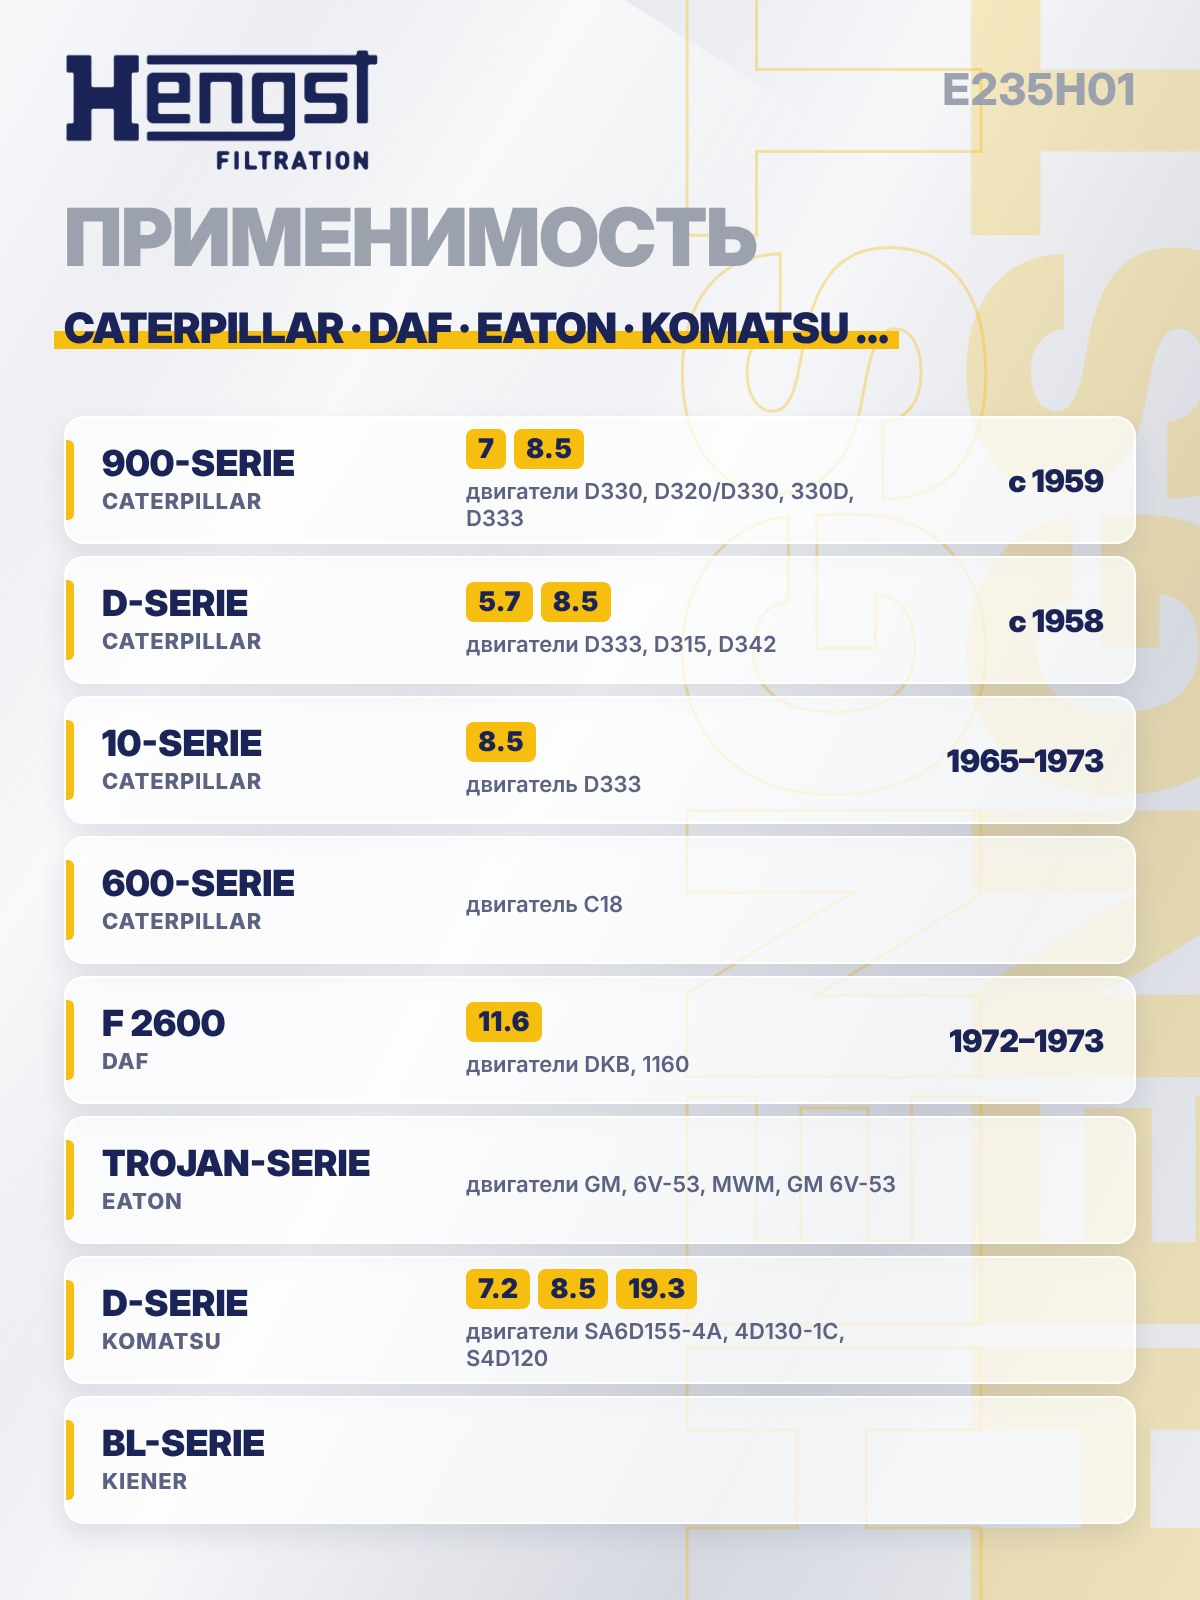 Hengst
FILTRATION
E235H01
ПРИМЕНИМОСТЬ
CATERPILLAR · DAF · EATON · KOMATSU ...
900-SERIE
CATERPILLAR
7 8.5
двигатели D330, D320/D330, 330D,
D333
с 1959
D-SERIE
CATERPILLAR
5.7 8.5
двигатели D333, D315, D342
с 1958
10-SERIE
CATERPILLAR
8.5
двигатель D333
1965–1973
600-SERIE
CATERPILLAR
двигатель C18
F 2600
DAF
11.6
двигатели DKB, 1160
1972–1973
TROJAN-SERIE
EATON
двигатели GM, 6V-53, MWM, GM 6V-53
D-SERIE
KOMATSU
7.2 8.5 19.3
двигатели SA6D155-4A, 4D130-1C,
S4D120
BL-SERIE
KIENER
HENGST
HENGST